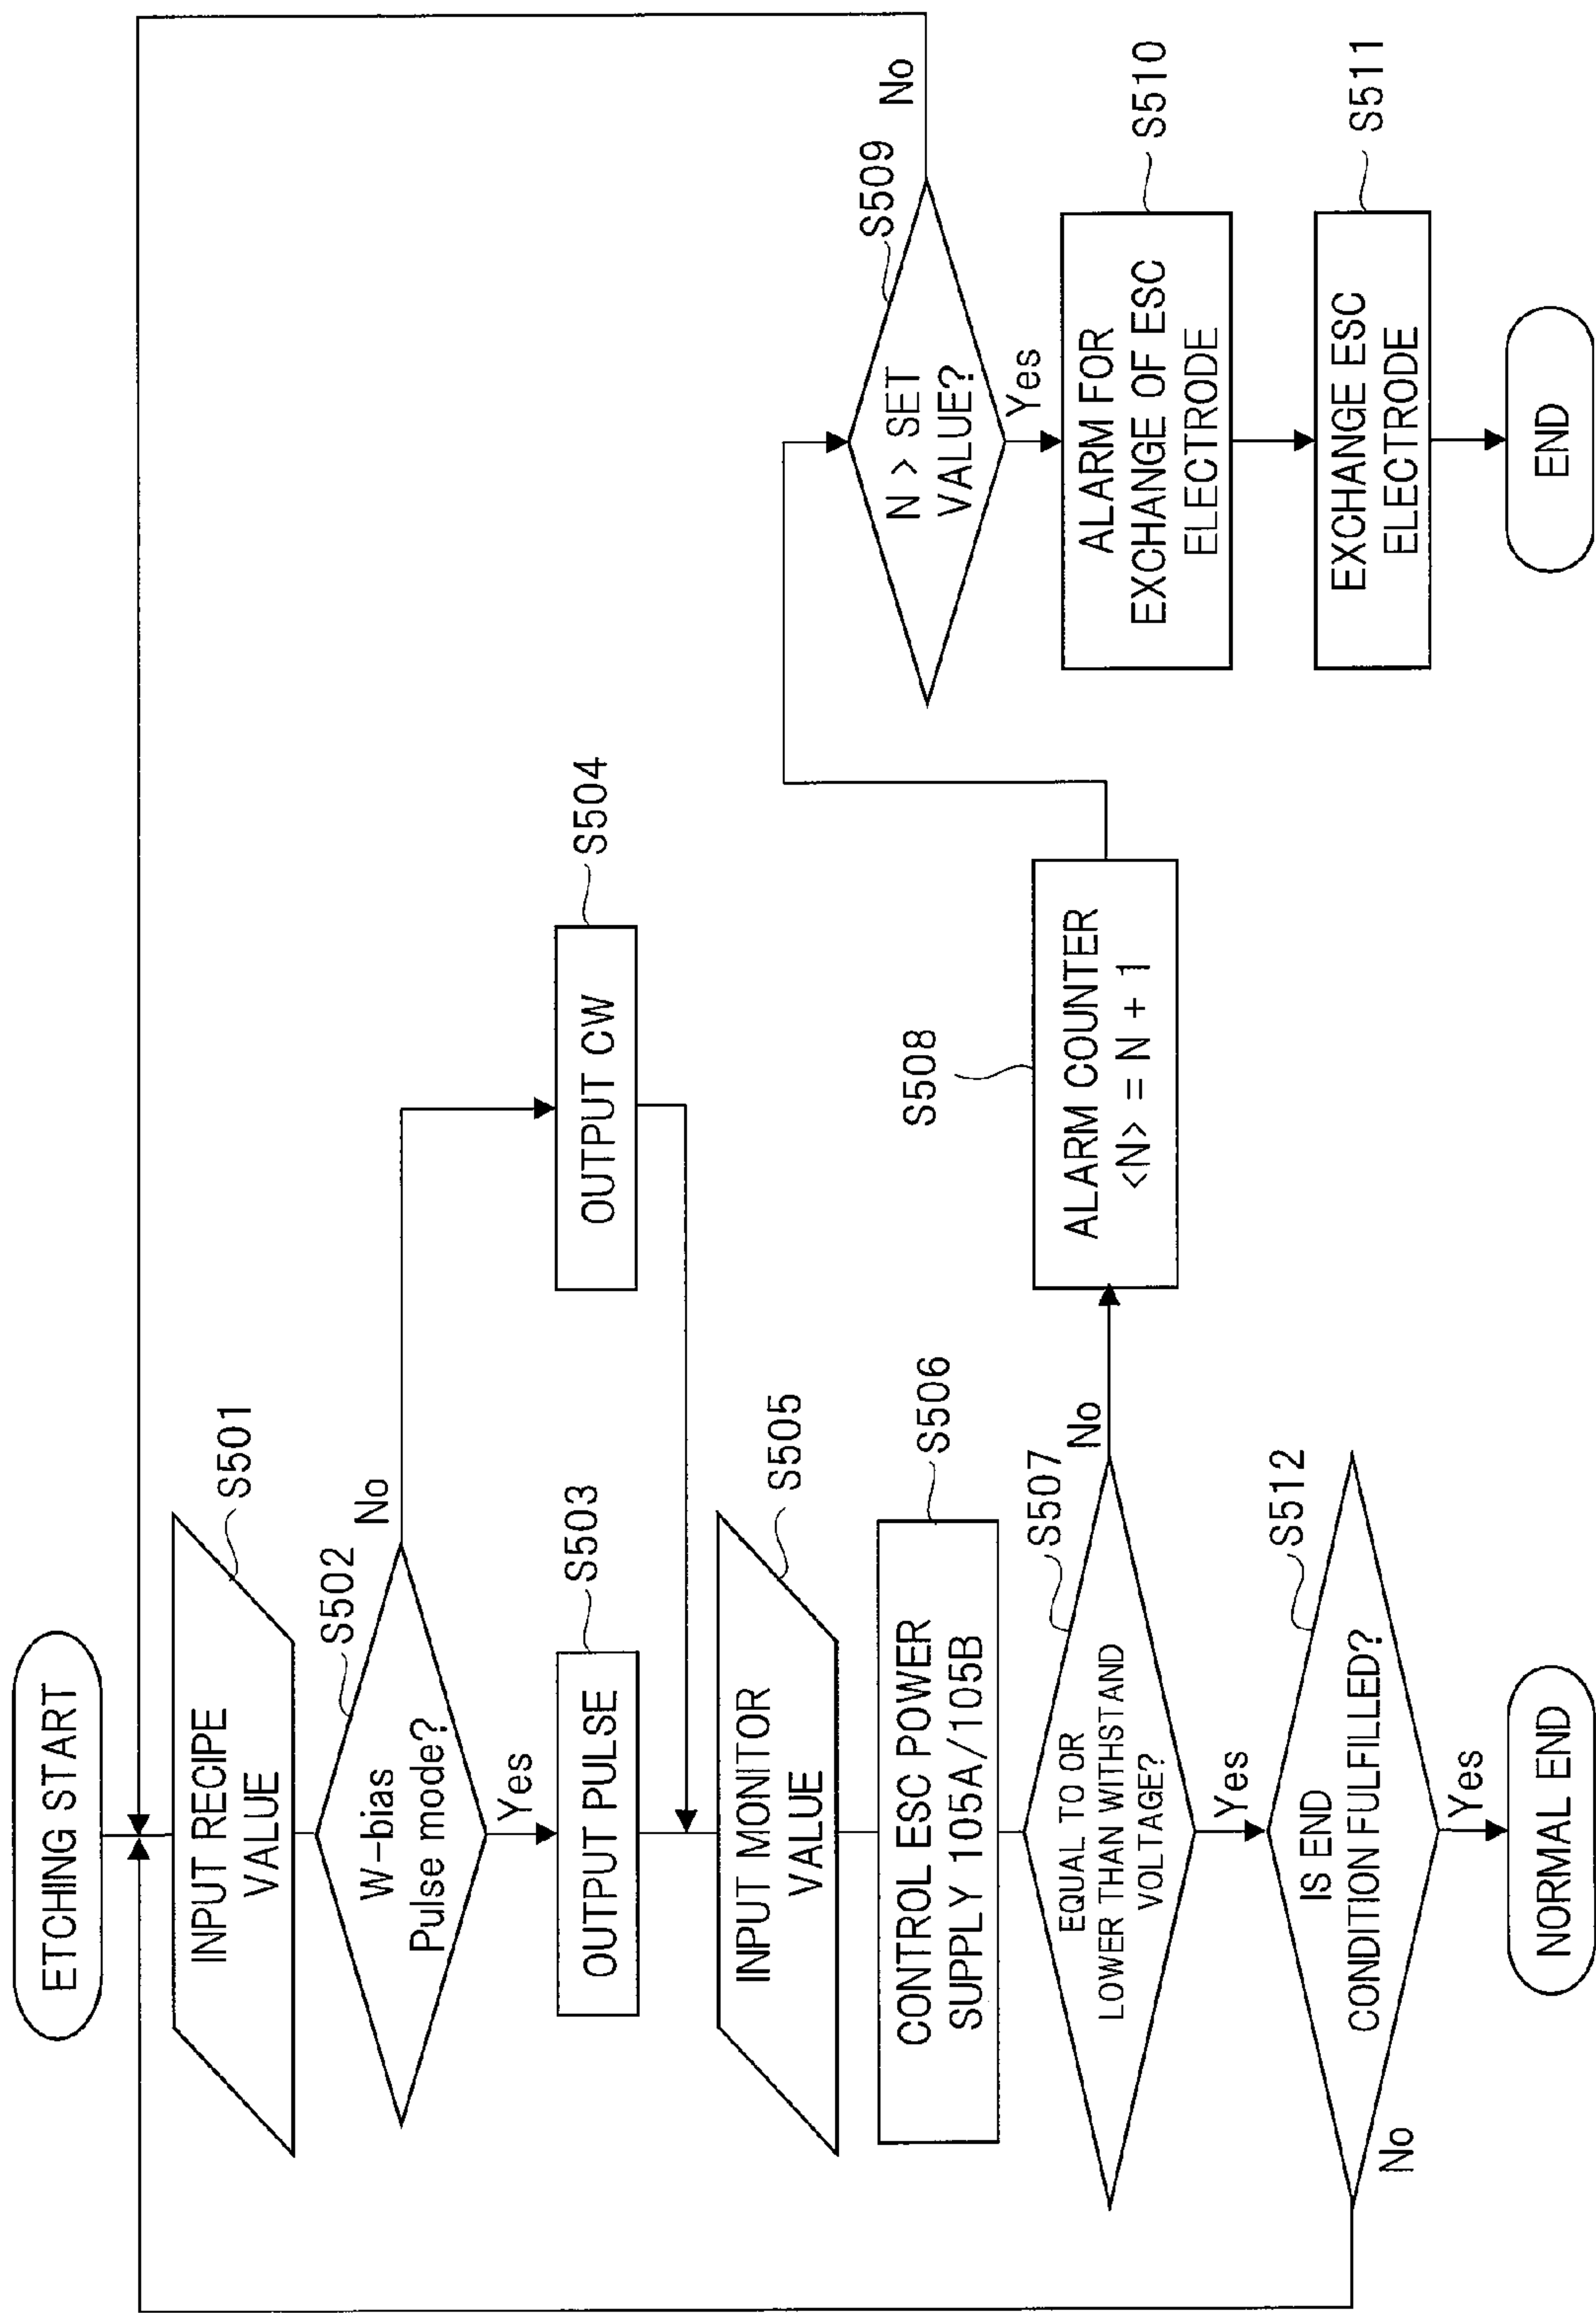 ETCHING START
INPUT RECIPE
VALUE
S501
W-bias
Pulse mode?
S502
No
Yes
OUTPUT PULSE
S503
OUTPUT CW
S504
INPUT MONITOR
VALUE
S505
CONTROL ESC POWER
SUPPLY 105A/105B
S506
EQUAL TO OR
LOWER THAN WITHSTAND
VOLTAGE?
S507
No
Yes
ALARM COUNTER
<N> = N + 1
S508
N > SET
VALUE?
S509
No
Yes
ALARM FOR
EXCHANGE OF ESC
ELECTRODE
S510
EXCHANGE ESC
ELECTRODE
S511
END
IS END
CONDITION FULFILLED?
S512
No
Yes
NORMAL END